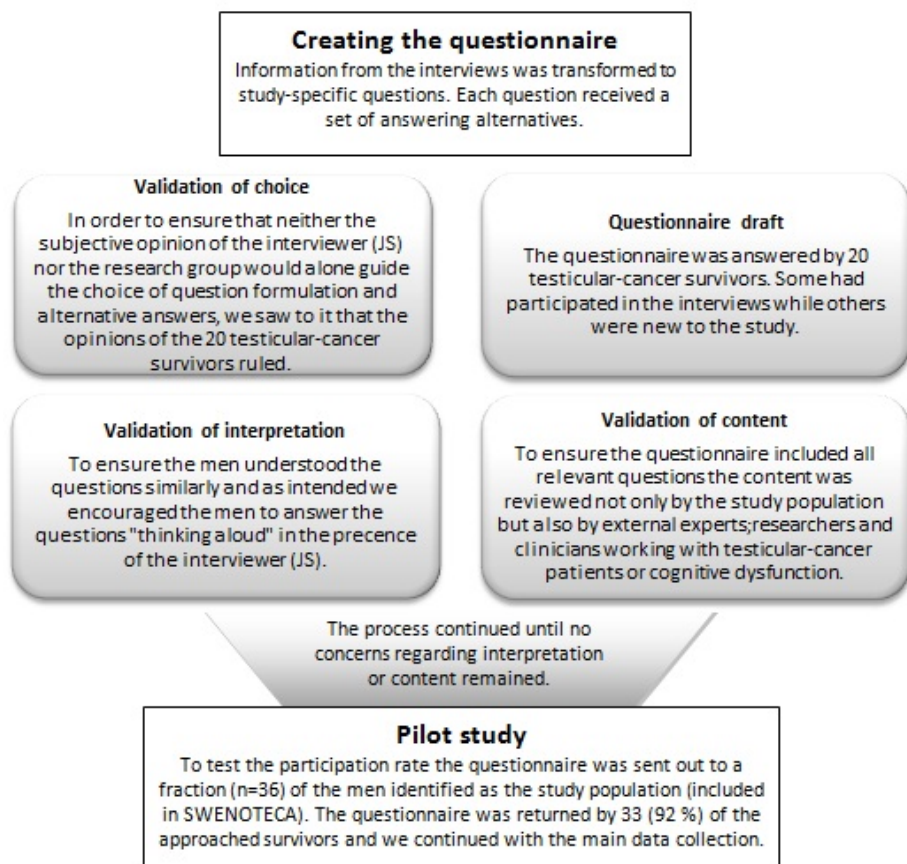 Creating the questionnaire
Information from the interviews was transformed to
study-specific questions. Each question received a
set of answering alternatives.
Validation of choice
In order to ensure that neither the
subjective opinion of the interviewer (JS)
nor the research group would alone guide
the choice of question formulation and
alternative answers, we saw to it that the
opinions of the 20 testicular-cancer
survivors ruled.
Questionnaire draft
The questionnaire was answered by 20
testicular-cancer survivors. Some had
participated in the interviews while others
were new to the study.
Validation of interpretation
To ensure the men understood the
questions similarly and as intended we
encouraged the men to answer the
questions "thinking aloud" in the precence
of the interviewer (JS).
Validation of content
To ensure the questionnaire included all
relevant questions the content was
reviewed not only by the study population
but also by external experts;researchers and
clinicians working with testicular-cancer
patients or cognitive dysfunction.
The process continued until no
concerns regarding interpretation
or content remained.
Pilot study
To test the participation rate the questionnaire was sent out to a
fraction (n=36) of the men identified as the study population (included
in SWENOTECA). The questionnaire was returned by 33 (92 %) of the
approached survivors and we continued with the main data collection.